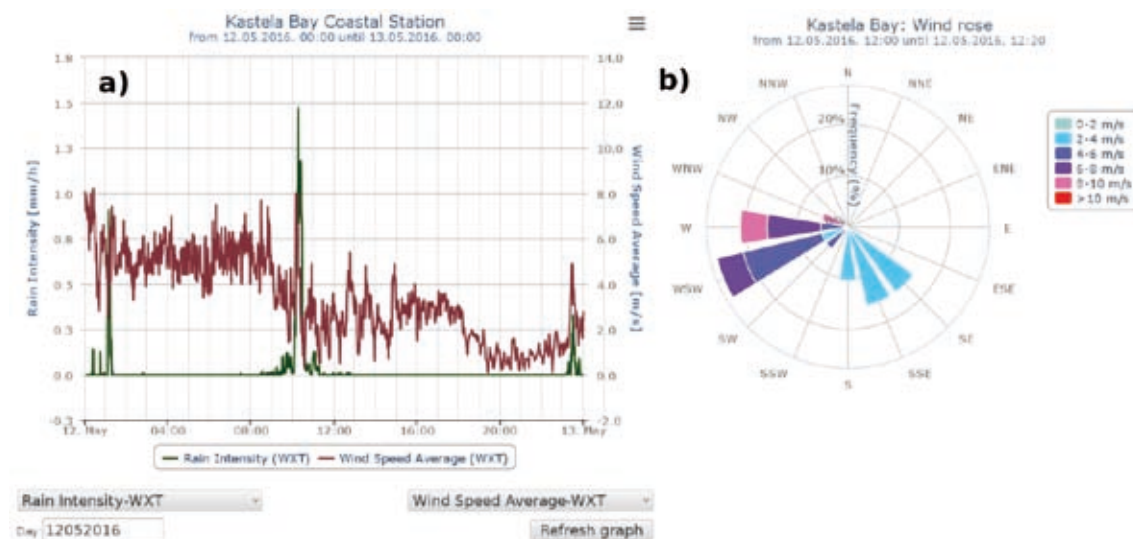 Kastela Bay Coastal Station
from 12.05.2016. 00:00 until 13.05.2016. 00:00
a)
Rain Intensity [mm/h]
1.8
1.5
1.3
1.0
0.8
0.5
0.3
0.0
-0.3
14.0
12.0
10.0
8.0
6.0
4.0
2.0
0.0
-2.0
Wind Speed Average [m/s]
12. May
04:00
08:00
12:00
16:00
20:00
13. May
Rain Intensity (WXT)
Wind Speed Average (WXT)
Rain Intensity-WXT
Wind Speed Average-WXT
Day 12052016
Refresh graph
Kastela Bay: Wind rose
from 12.05.2016. 12:00 until 12.05.2016. 12:20
b)
N
NNE
NE
ENE
E
ESE
SE
SSE
S
SSW
SW
WSW
W
WNW
NW
NNW
20%
10%
Frequency (%)
0-2 m/s
2-4 m/s
4-6 m/s
6-8 m/s
8-10 m/s
>10 m/s